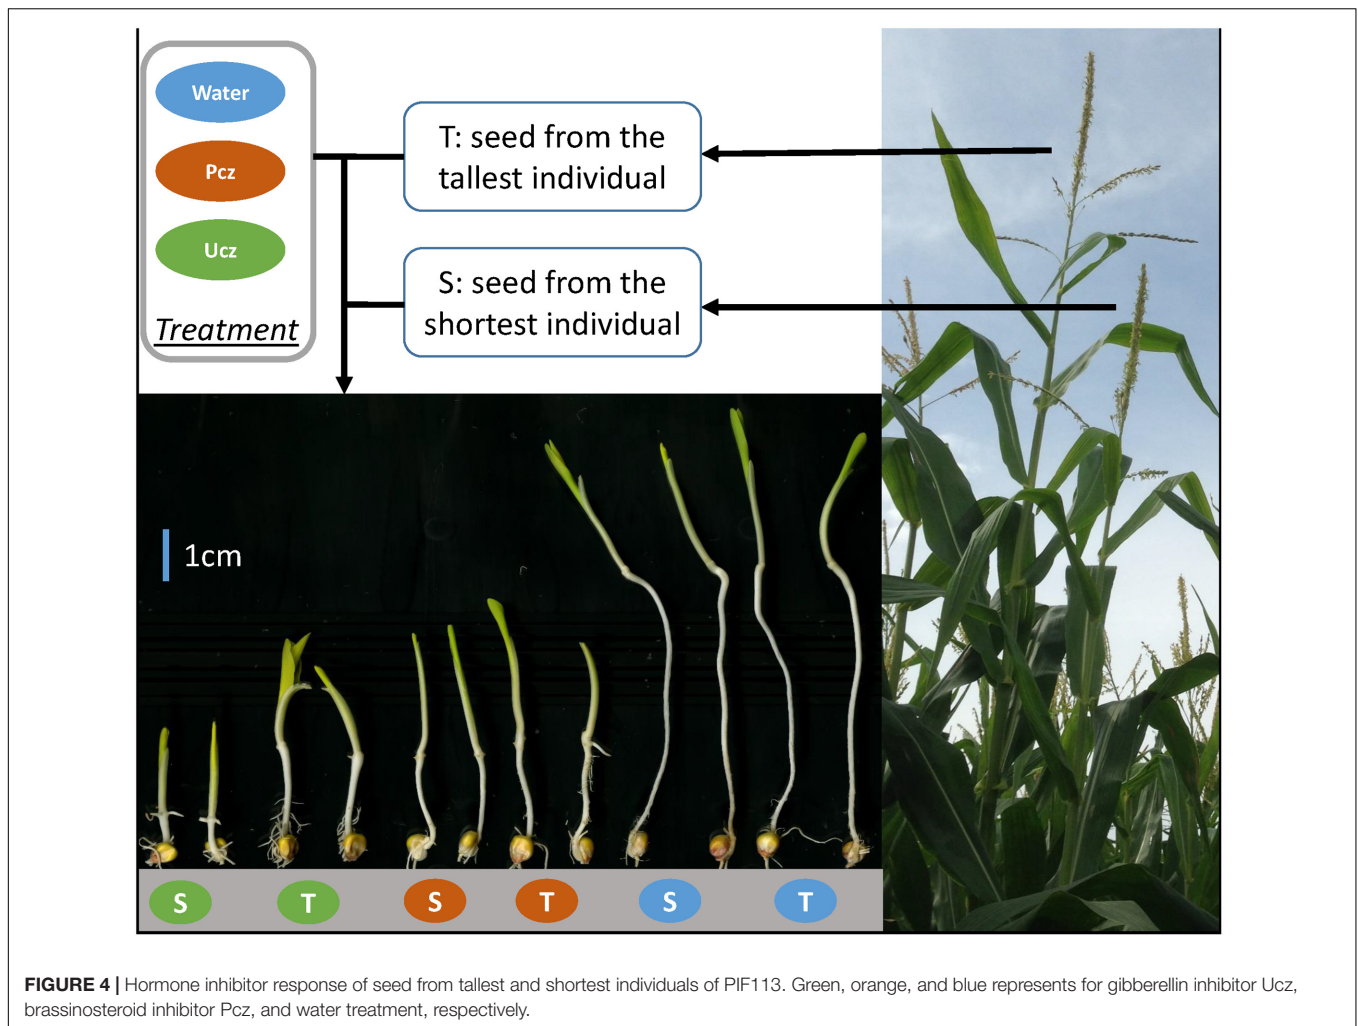 Water
Pcz
Ucz
Treatment
T: seed from the
tallest individual
S: seed from the
shortest individual
1cm
S T S T S T
FIGURE 4 | Hormone inhibitor response of seed from tallest and shortest individuals of PIF113. Green, orange, and blue represents for gibberellin inhibitor Ucz,
brassinosteroid inhibitor Pcz, and water treatment, respectively.